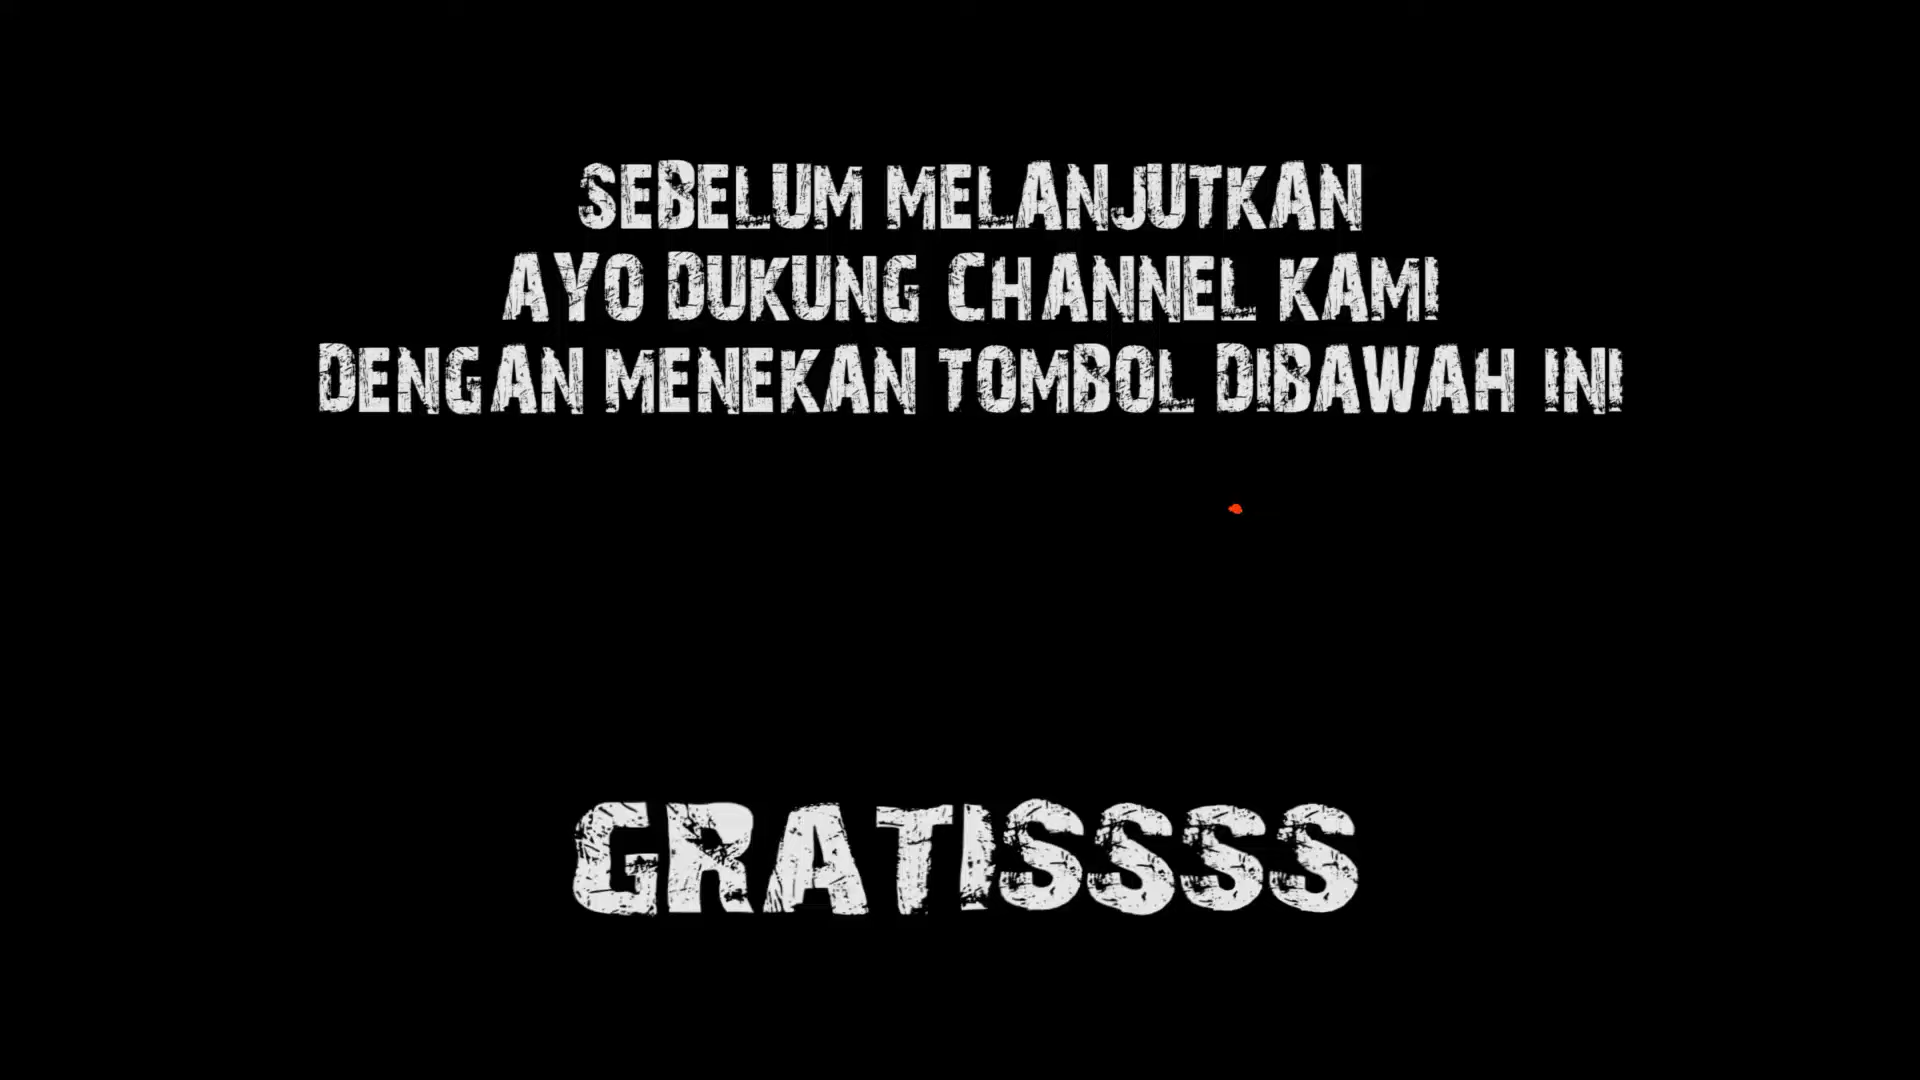 SEBELUM MELANJUTKAN
AYO DUKUNG CHANNEL KAMI
DENGAN MENEKAN TOMBOL DIBAWAH INI
GRATISSSS